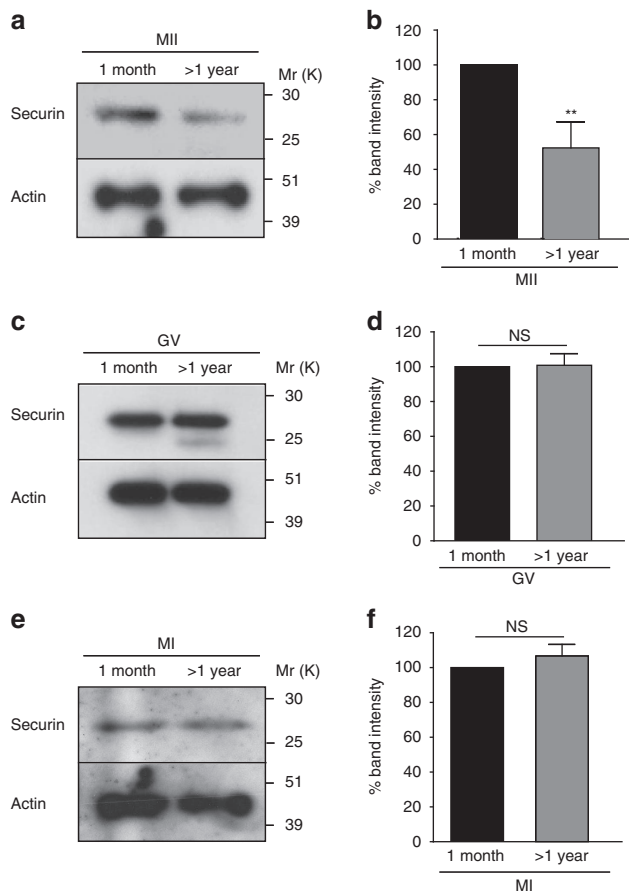 a
MII
1 month >1 year Mr (K)
Securin
30
25
Actin
51
39
b
% band intensity
100
80
60
40
20
0
**
1 month >1 year
MII
c
GV
1 month >1 year Mr (K)
Securin
30
25
Actin
51
39
d
% band intensity
120
100
80
60
40
20
0
NS
1 month >1 year
GV
e
MI
1 month >1 year Mr (K)
Securin
30
25
Actin
51
39
f
% band intensity
120
100
80
60
40
20
0
NS
1 month >1 year
MI